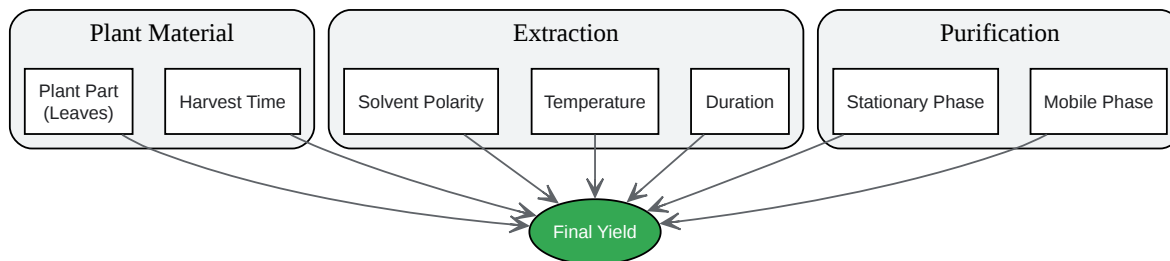 Plant Material
Extraction
Purification
Plant Part
(Leaves)
Harvest Time
Solvent Polarity
Temperature
Duration
Stationary Phase
Mobile Phase
Final Yield